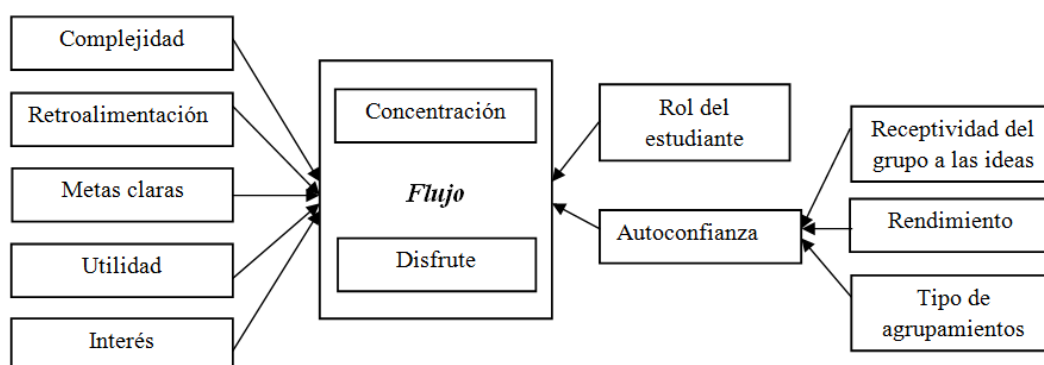 Complejidad
Retroalimentación
Metas claras
Utilidad
Interés
Concentración
Flujo
Disfrute
Rol del
estudiante
Autoconfianza
Receptividad del
grupo a las ideas
Rendimiento
Tipo de
agrupamientos